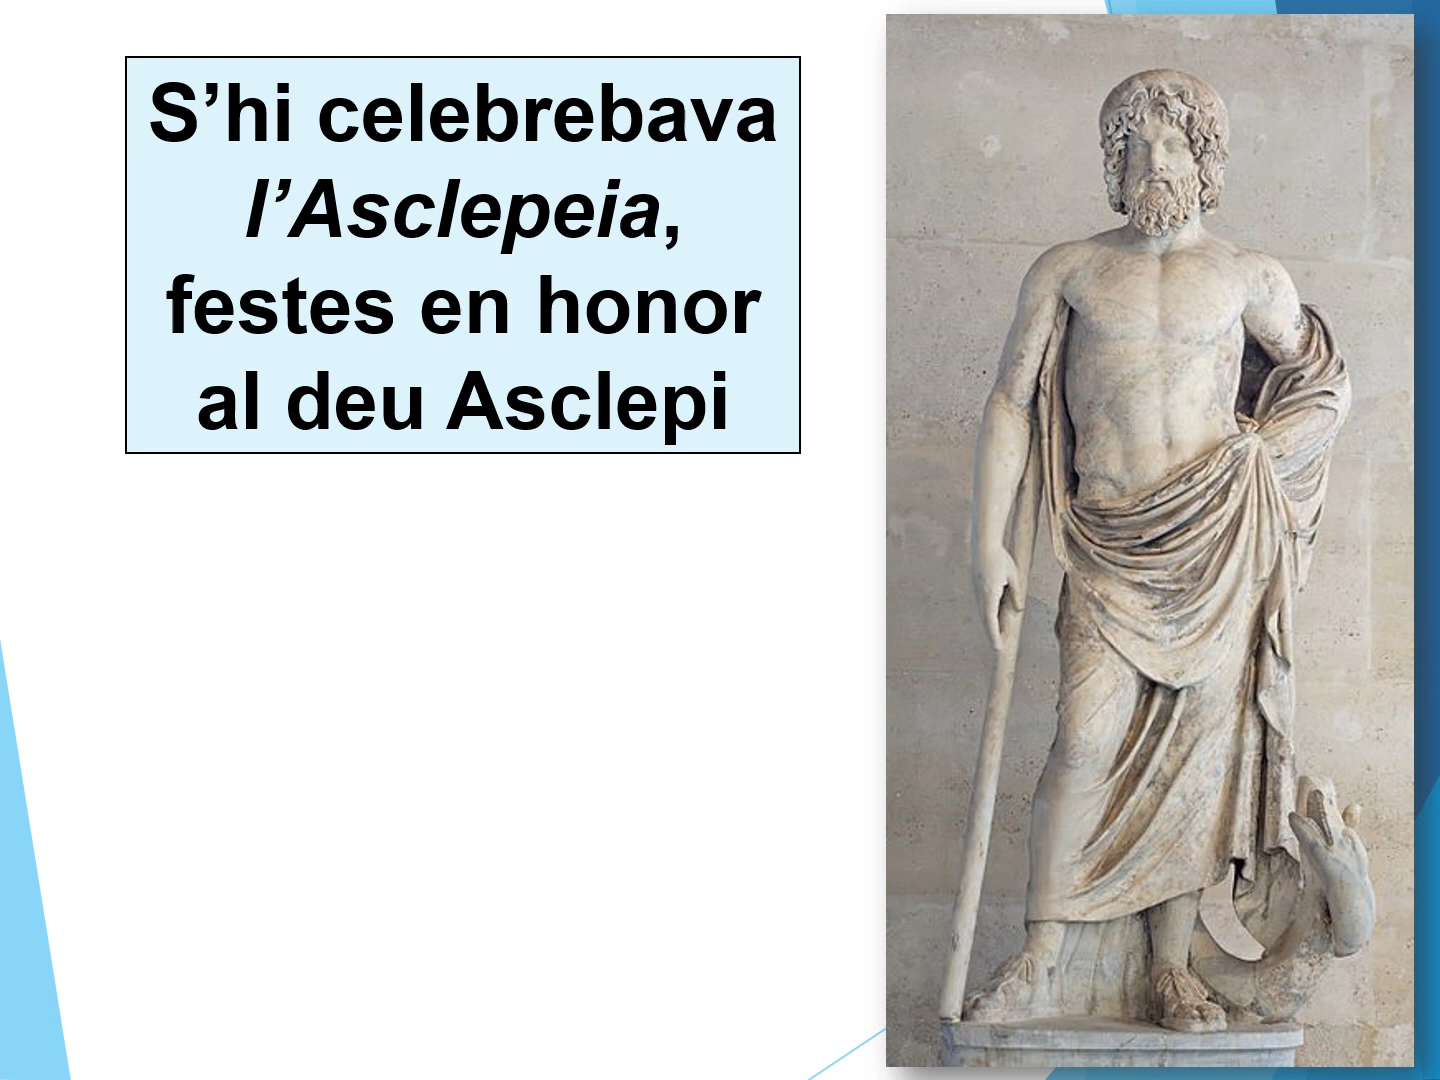 S’hi celebrebava
l’Asclepeia,
festes en honor
al deu Asclepi